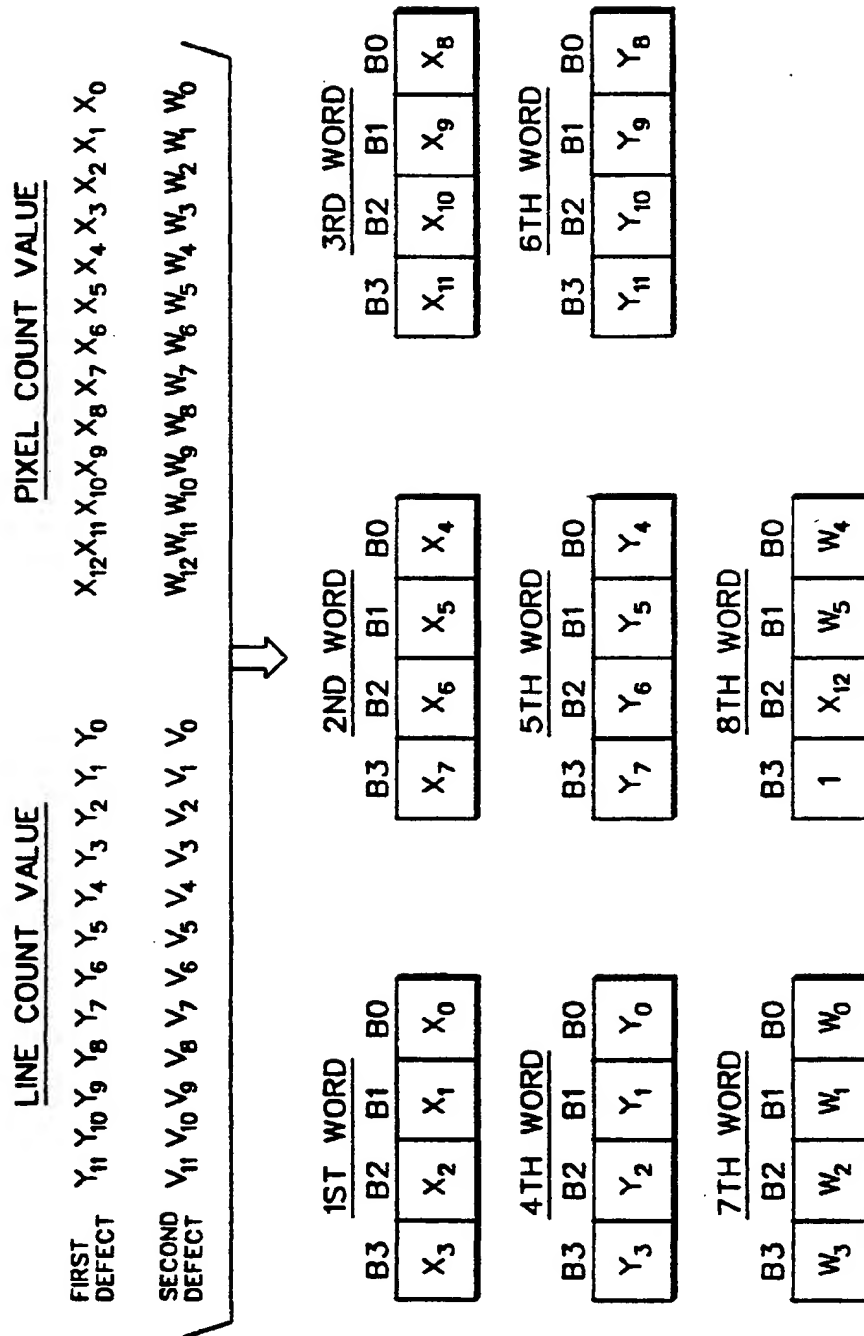 LINE COUNT VALUE PIXEL COUNT VALUE
FIRST DEFECT Y11 Y10 Y9 Y8 Y7 Y6 Y5 Y4 Y3 Y2 Y1 Y0 X12 X11 X10 X9 X8 X7 X6 X5 X4 X3 X2 X1 X0
SECOND DEFECT V11 V10 V9 V8 V7 V6 V5 V4 V3 V2 V1 V0 W12 W11 W10 W9 W8 W7 W6 W5 W4 W3 W2 W1 W0
1ST WORD 2ND WORD 3RD WORD
B3 B2 B1 B0 B3 B2 B1 B0 B3 B2 B1 B0
X3 X2 X1 X0 X7 X6 X5 X4 X11 X10 X9 X8
4TH WORD 5TH WORD 6TH WORD
B3 B2 B1 B0 B3 B2 B1 B0 B3 B2 B1 B0
Y3 Y2 Y1 Y0 Y7 Y6 Y5 Y4 Y11 Y10 Y9 Y8
7TH WORD 8TH WORD
B3 B2 B1 B0 B3 B2 B1 B0
W3 W2 W1 W0 1 X12 W5 W4